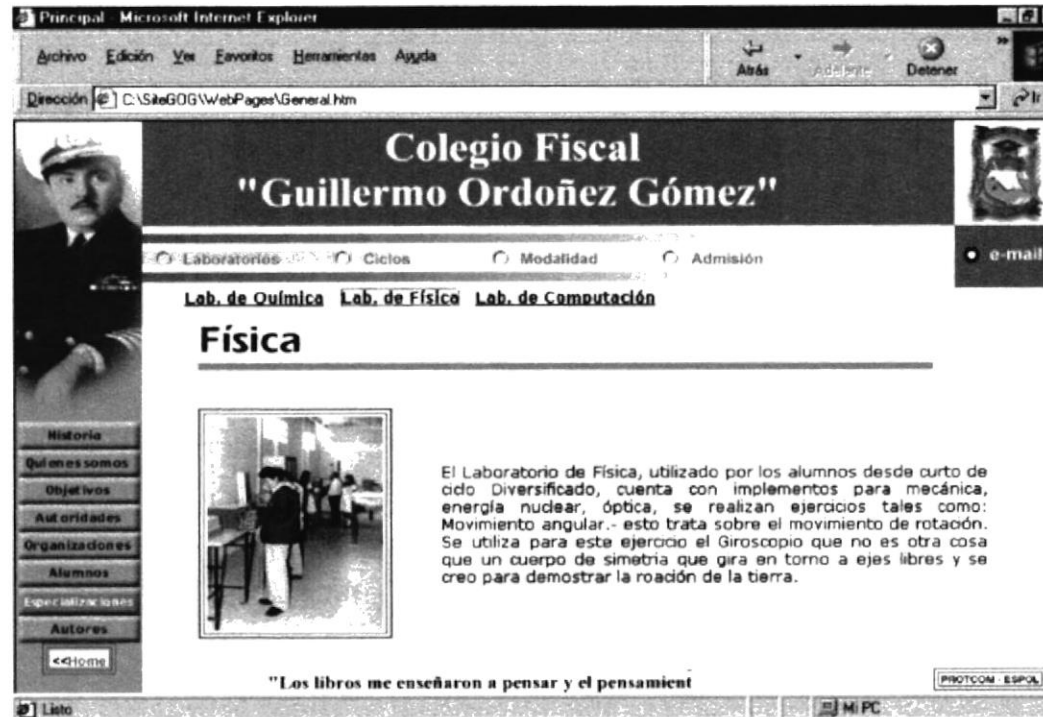 Principal - Microsoft Internet Explorer
Archivo Edición Ver Favoritos Herramientas Ayuda
Atrás Adelante Detener »
Dirección C:\SiteGOG\WebPages\General.htm Ir
Colegio Fiscal
"Guillermo Ordoñez Gómez"
Laboratorios Ciclos Modalidad Admisión e-mail
Lab. de Química Lab. de Física Lab. de Computación
Física
Historia
Quienes somos
Objetivos
Autoridades
Organizaciones
Alumnos
Especializaciones
Autores
<<Home
El Laboratorio de Física, utilizado por los alumnos desde curto de
ciclo Diversificado, cuenta con implementos para mecánica,
energía nuclear, óptica, se realizan ejercicios tales como:
Movimiento angular.- esto trata sobre el movimiento de rotación.
Se utiliza para este ejercicio el Giroscopio que no es otra cosa
que un cuerpo de simetria que gira en torno a ejes libres y se
creo para demostrar la roación de la tierra.
"Los libros me enseñaron a pensar y el pensamient
PROTCOM - ESPOL
Listo Mi PC